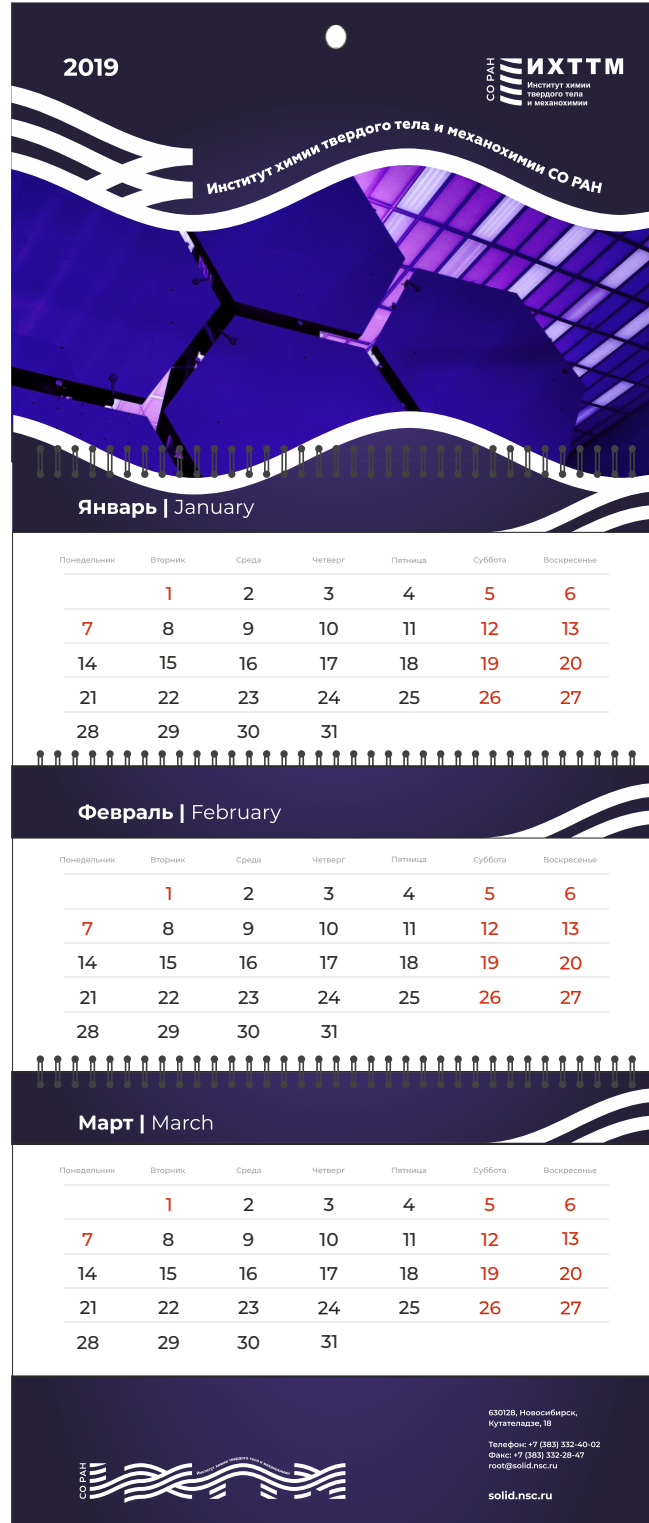 2019
СО РАН
ИХТТМ
Институт химии
твердого тела
и механохимии
Институт химии твердого тела и механохимии СО РАН
Январь | January
Понедельник Вторник Среда Четверг Пятница Суббота Воскресенье
1 2 3 4 5 6
7 8 9 10 11 12 13
14 15 16 17 18 19 20
21 22 23 24 25 26 27
28 29 30 31
Февраль | February
Понедельник Вторник Среда Четверг Пятница Суббота Воскресенье
1 2 3 4 5 6
7 8 9 10 11 12 13
14 15 16 17 18 19 20
21 22 23 24 25 26 27
28 29 30 31
Март | March
Понедельник Вторник Среда Четверг Пятница Суббота Воскресенье
1 2 3 4 5 6
7 8 9 10 11 12 13
14 15 16 17 18 19 20
21 22 23 24 25 26 27
28 29 30 31
630128, Новосибирск,
Кутателадзе, 18
Телефон: +7 (383) 332-40-02
Факс: +7 (383) 332-28-47
root@solid.nsc.ru
solid.nsc.ru
СО РАН
Институт химии твердого тела и механохимии